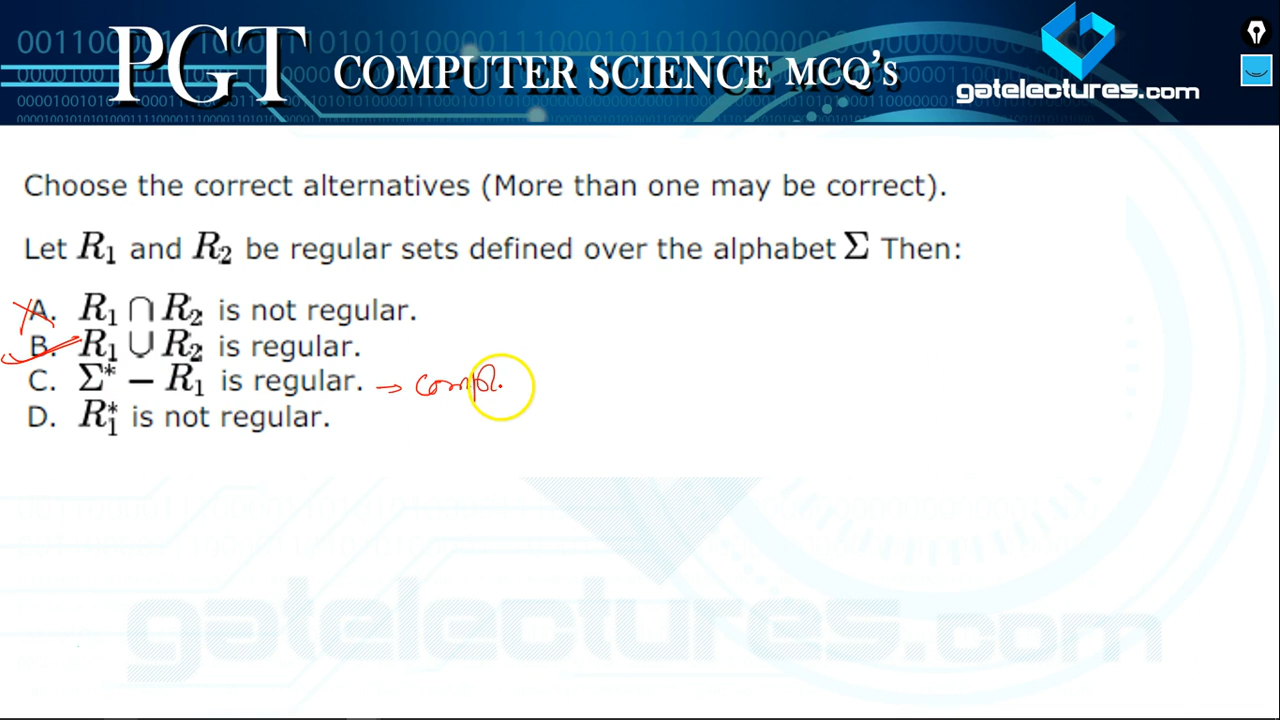 PGT COMPUTER SCIENCE MCQ's
gatelectures.com
Choose the correct alternatives (More than one may be correct).
Let R₁ and R₂ be regular sets defined over the alphabet Σ Then:
A. R₁ ∩ R₂ is not regular.
B. R₁ ∪ R₂ is regular.
C. Σ* − R₁ is regular. → compl.
D. R₁* is not regular.
gatelectures.com